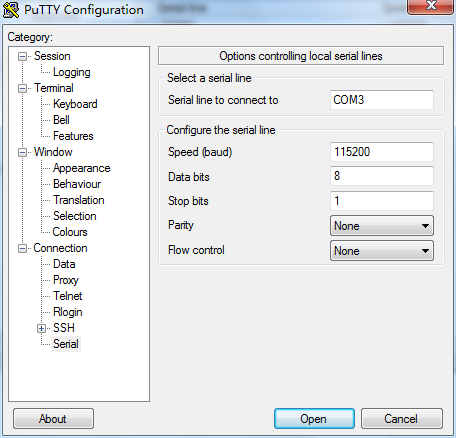 PuTTY Configuration
Category:
Session
Logging
Terminal
Keyboard
Bell
Features
Window
Appearance
Behaviour
Translation
Selection
Colours
Connection
Data
Proxy
Telnet
Rlogin
SSH
Serial
Options controlling local serial lines
Select a serial line
Serial line to connect to COM3
Configure the serial line
Speed (baud) 115200
Data bits 8
Stop bits 1
Parity None
Flow control None
About Open Cancel